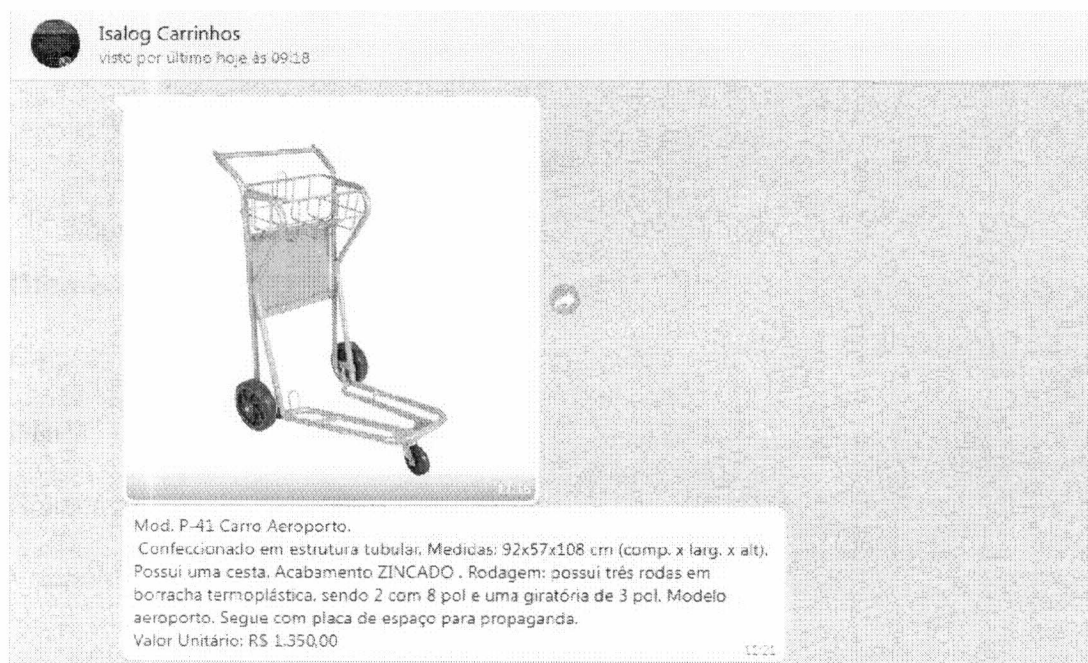 Isalog Carrinhos
visto por último hoje às 09:18
Mod. P-41 Carro Aeroporto.
Confeccionado em estrutura tubular. Medidas: 92x57x108 cm (comp. x larg. x alt).
Possui uma cesta. Acabamento ZINCADO . Rodagem: possui três rodas em
borracha termoplástica, sendo 2 com 8 pol e uma giratória de 3 pol. Modelo
aeroporto. Segue com placa de espaço para propaganda.
Valor Unitário: R$ 1.350,00